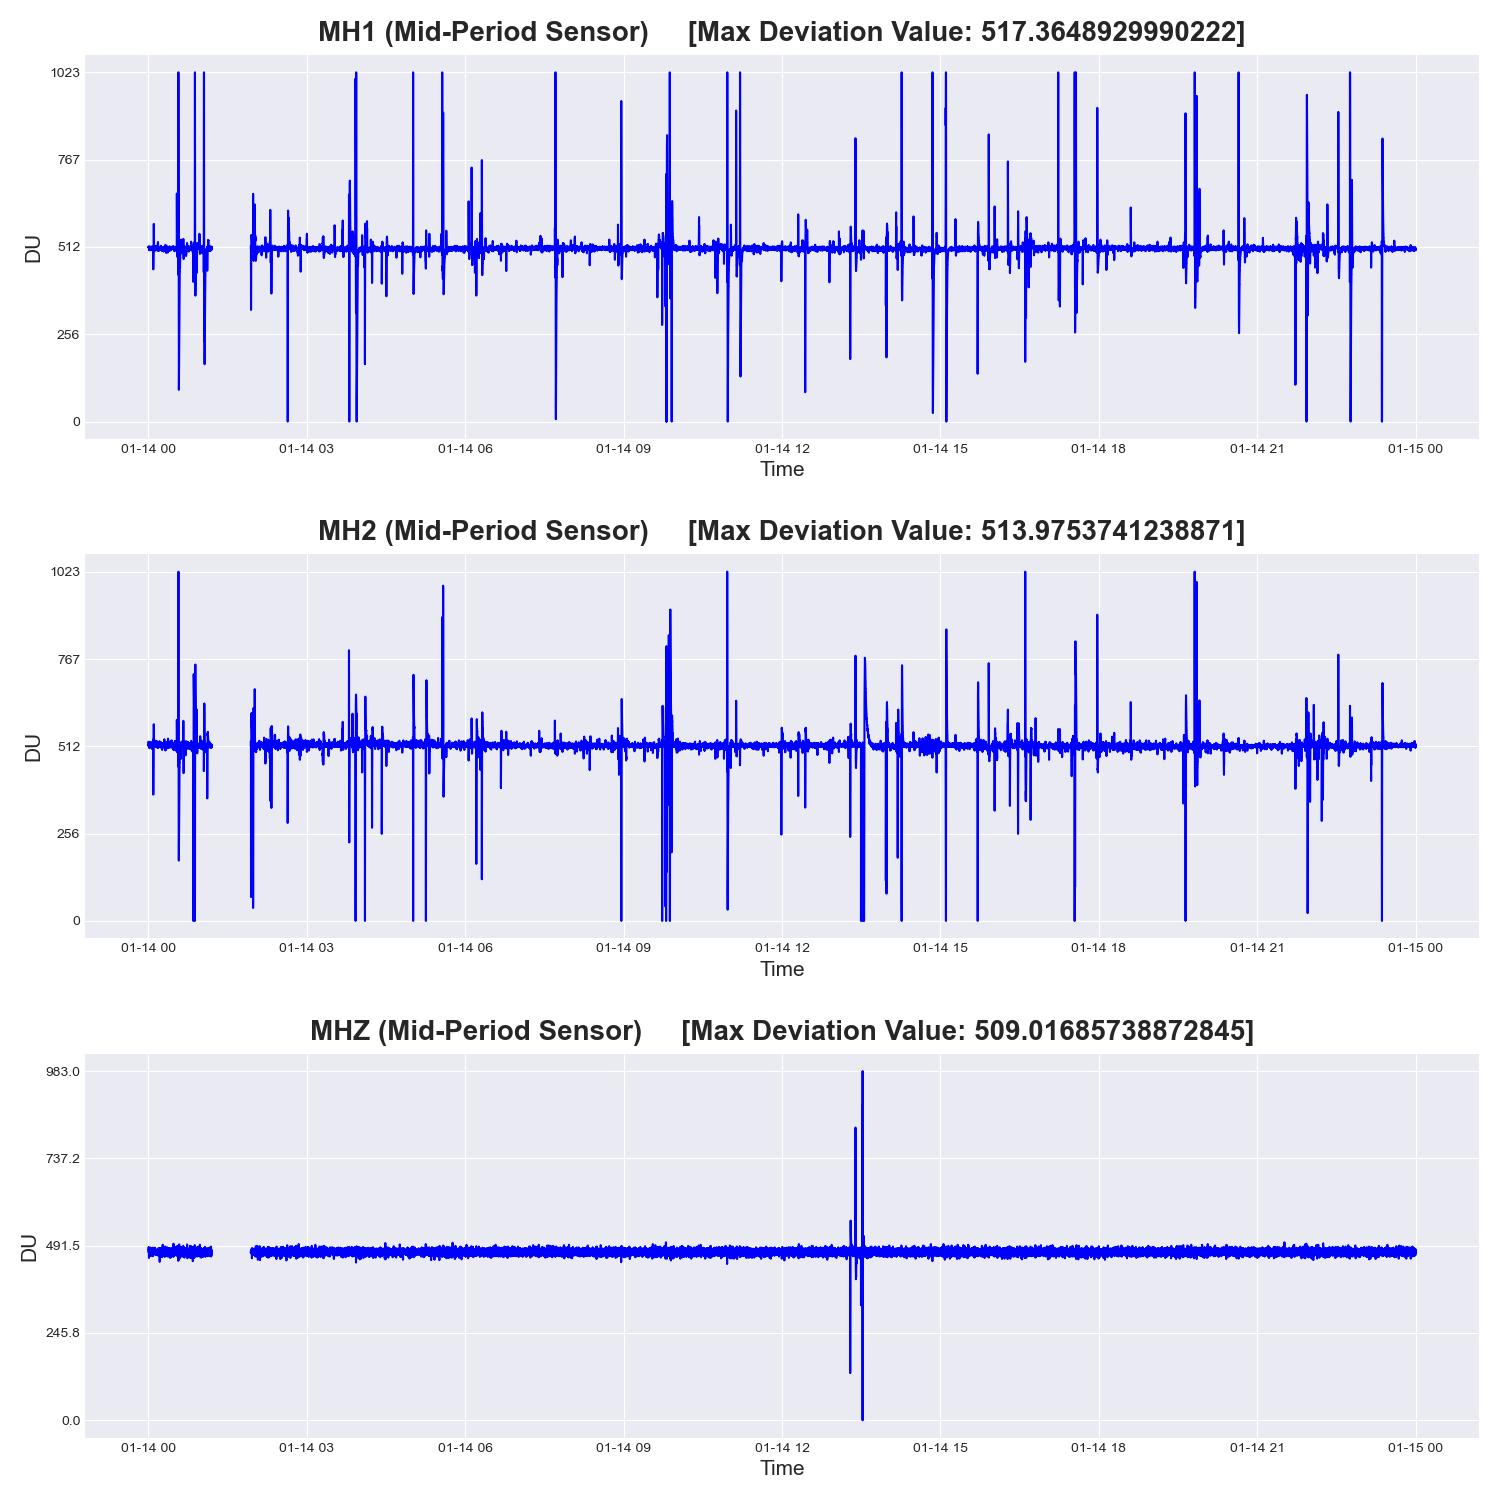 MH1 (Mid-Period Sensor) [Max Deviation Value: 517.3648929990222]
1023
767
512
256
0
DU
01-14 00 01-14 03 01-14 06 01-14 09 01-14 12 01-14 15 01-14 18 01-14 21 01-15 00
Time
MH2 (Mid-Period Sensor) [Max Deviation Value: 513.9753741238871]
1023
767
512
256
0
DU
01-14 00 01-14 03 01-14 06 01-14 09 01-14 12 01-14 15 01-14 18 01-14 21 01-15 00
Time
MHZ (Mid-Period Sensor) [Max Deviation Value: 509.01685738872845]
983.0
737.2
491.5
245.8
0.0
DU
01-14 00 01-14 03 01-14 06 01-14 09 01-14 12 01-14 15 01-14 18 01-14 21 01-15 00
Time